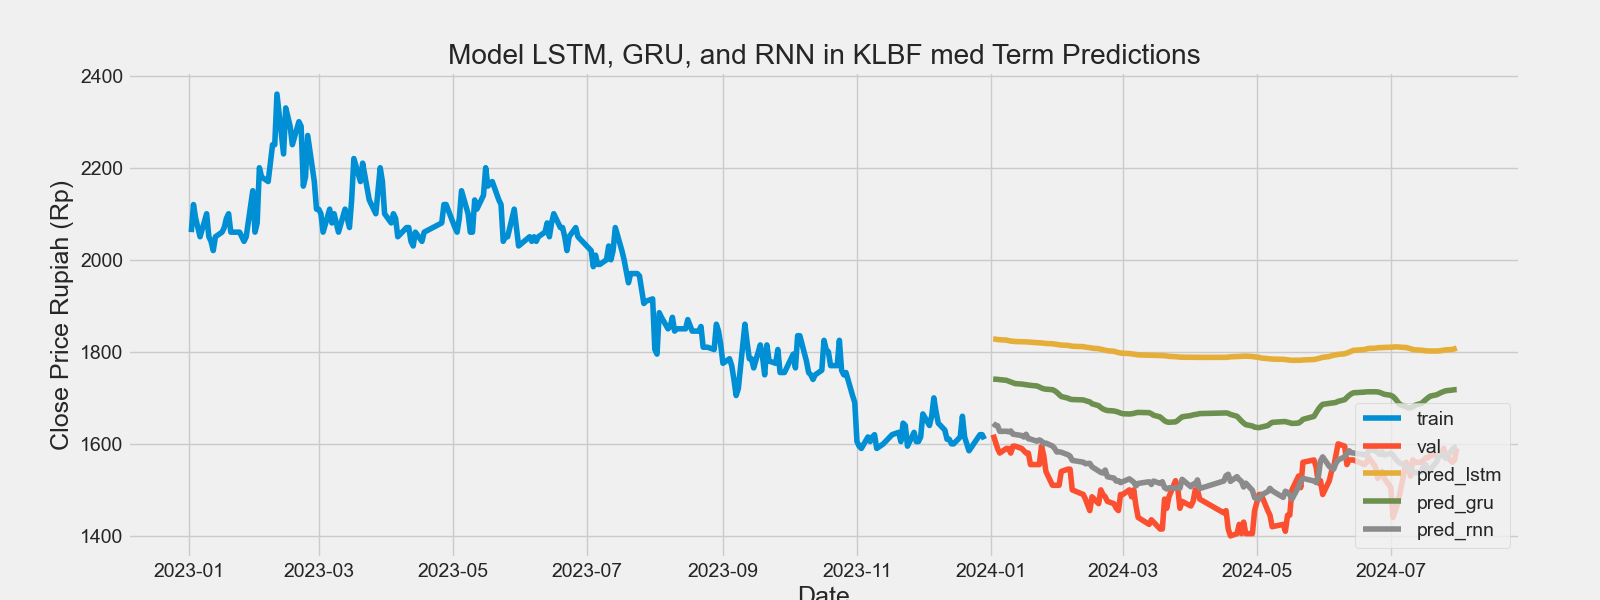 Model LSTM, GRU, and RNN in KLBF med Term Predictions
Close Price Rupiah (Rp)
2400
2200
2000
1800
1600
1400
train
val
pred_lstm
pred_gru
pred_rnn
2023-01 2023-03 2023-05 2023-07 2023-09 2023-11 2024-01 2024-03 2024-05 2024-07
Date